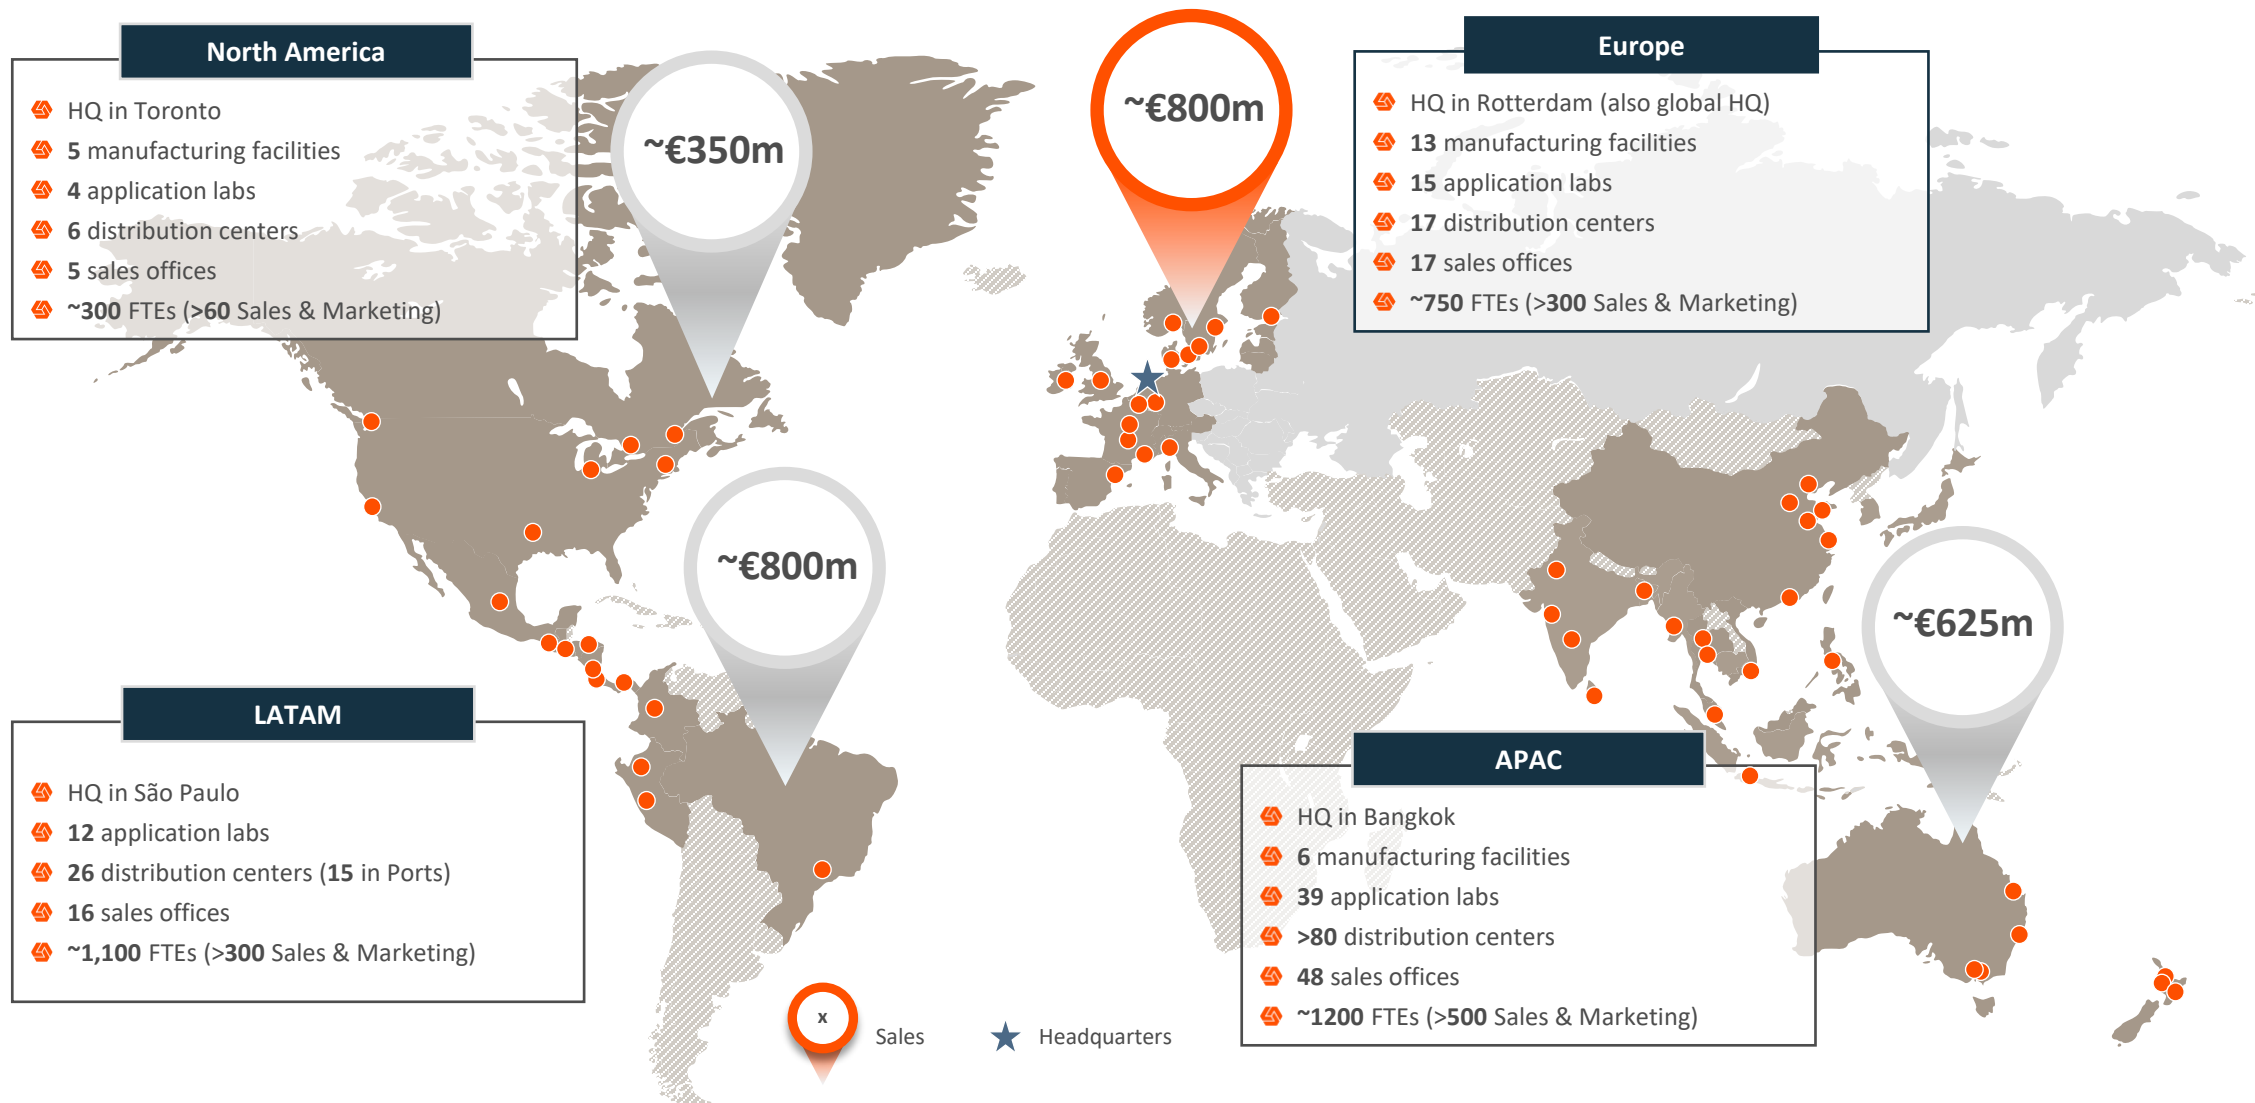 North America
HQ in Toronto
5 manufacturing facilities
4 application labs
6 distribution centers
5 sales offices
~300 FTEs (>60 Sales & Marketing)
~€350m
~€800m
Europe
HQ in Rotterdam (also global HQ)
13 manufacturing facilities
15 application labs
17 distribution centers
17 sales offices
~750 FTEs (>300 Sales & Marketing)
~€800m
~€625m
LATAM
HQ in São Paulo
12 application labs
26 distribution centers (15 in Ports)
16 sales offices
~1,100 FTEs (>300 Sales & Marketing)
APAC
HQ in Bangkok
6 manufacturing facilities
39 application labs
>80 distribution centers
48 sales offices
~1200 FTEs (>500 Sales & Marketing)
x
Sales
Headquarters